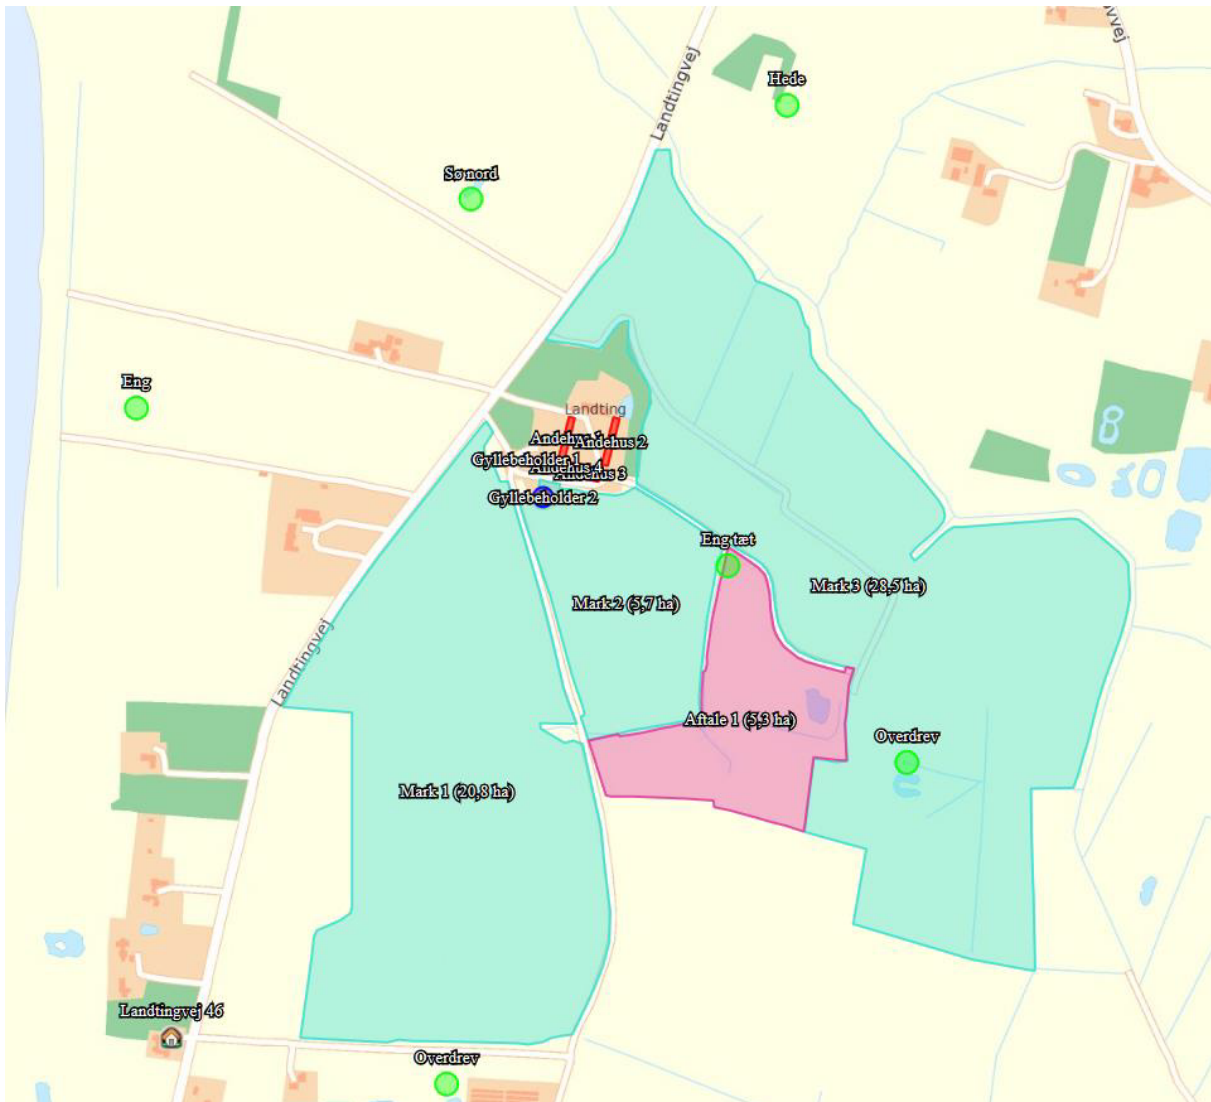 Landtingvej
Hede
Sø nord
Eng
Landting
Andehus 2
Gyllebeholder 1
Andehus 4
Andehus 3
Gyllebeholder 2
Eng tæt
Mark 3 (28,5 ha)
Mark 2 (5,7 ha)
Landtingvej
Aftale 1 (5,3 ha)
Overdrev
Mark 1 (20,8 ha)
Landtingvej 46
Overdrev